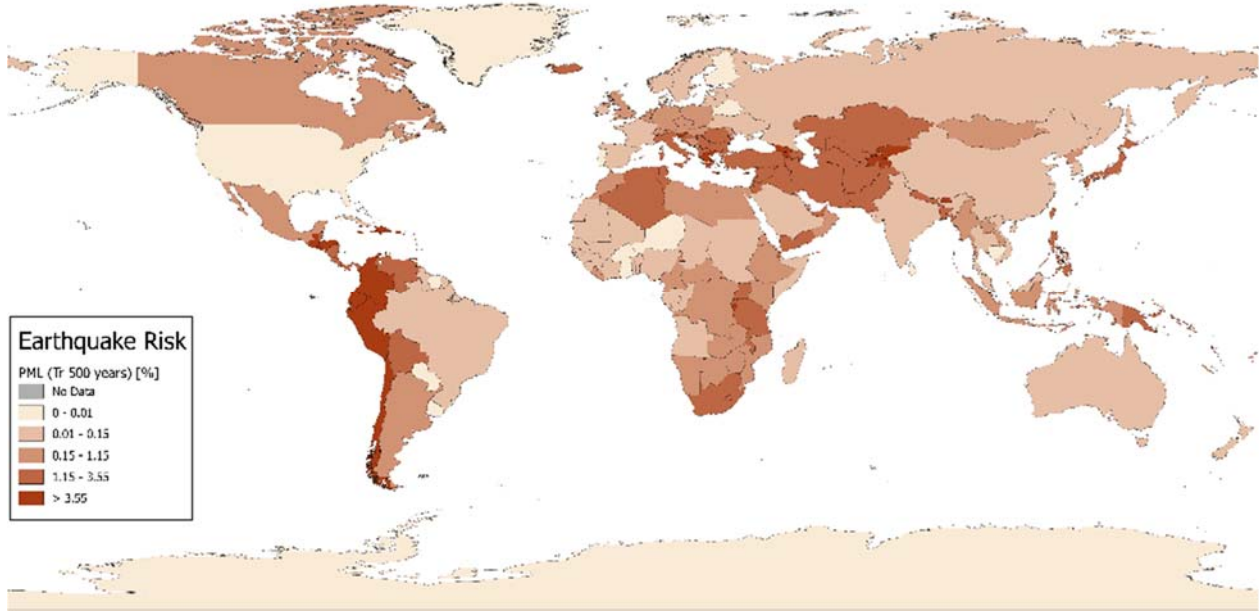 Earthquake Risk
PML (Tr 500 years) [%]
No Data
0 - 0.01
0.01 - 0.15
0.15 - 1.15
1.15 - 3.55
> 3.55